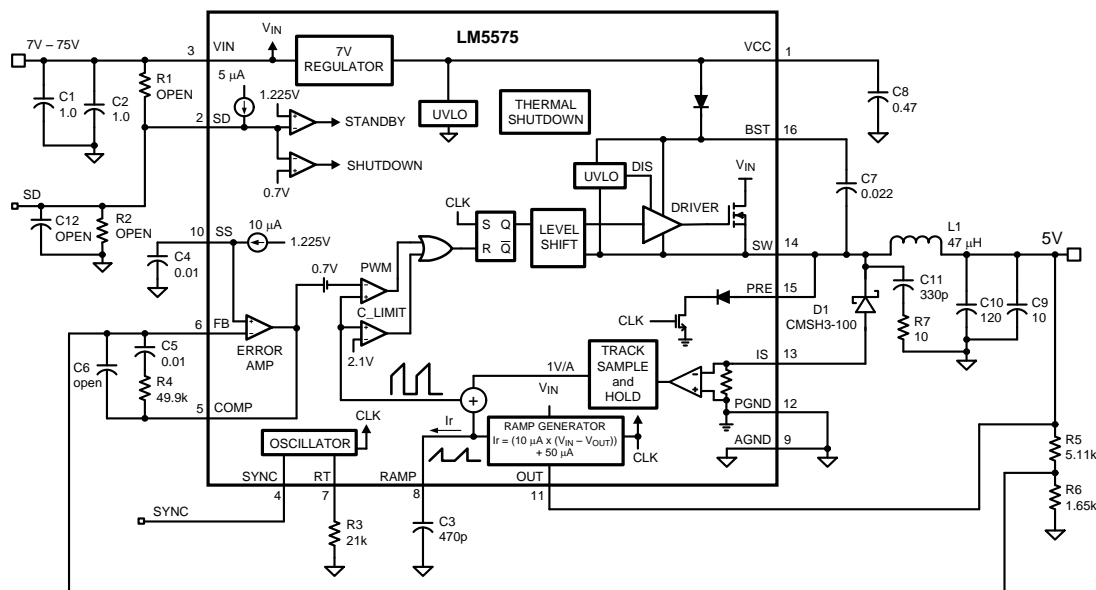 7V – 75V
3
VIN
VIN
LM5575
7V
REGULATOR
VCC
1
R1
OPEN
5 µA
1.225V
C1
1.0
C2
1.0
2
SD
STANDBY
UVLO
THERMAL
SHUTDOWN
C8
0.47
BST
16
SHUTDOWN
0.7V
UVLO
DIS
VIN
C7
0.022
DRIVER
SD
C12
OPEN
R2
OPEN
10
SS
10 µA
1.225V
CLK
S
Q
R
Q
LEVEL
SHIFT
SW
14
L1
47 µH
5V
C4
0.01
0.7V
PWM
C_LIMIT
PRE
15
C11
330p
D1
CMSH3-100
C10
120
C9
10
CLK
R7
10
6
FB
ERROR
AMP
2.1V
C5
0.01
C6
open
R4
49.9k
TRACK
SAMPLE
and
HOLD
IS
13
1V/A
VIN
5
COMP
PGND
12
CLK
OSCILLATOR
Ir
RAMP GENERATOR
Ir = (10 µA x (VIN – VOUT))
+ 50 µA
CLK
AGND
9
SYNC
RT
RAMP
OUT
4
7
8
11
R5
5.11k
R6
1.65k
SYNC
R3
21k
C3
470p